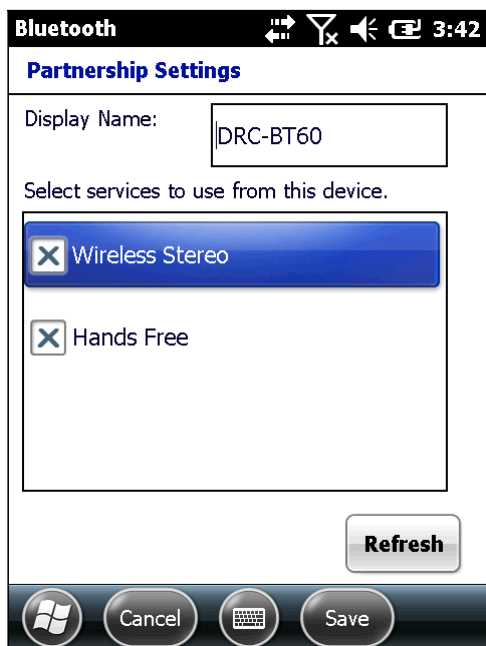 Bluetooth 3:42
Partnership Settings
Display Name: DRC-BT60
Select services to use from this device.
Wireless Stereo
Hands Free
Refresh
Cancel Save